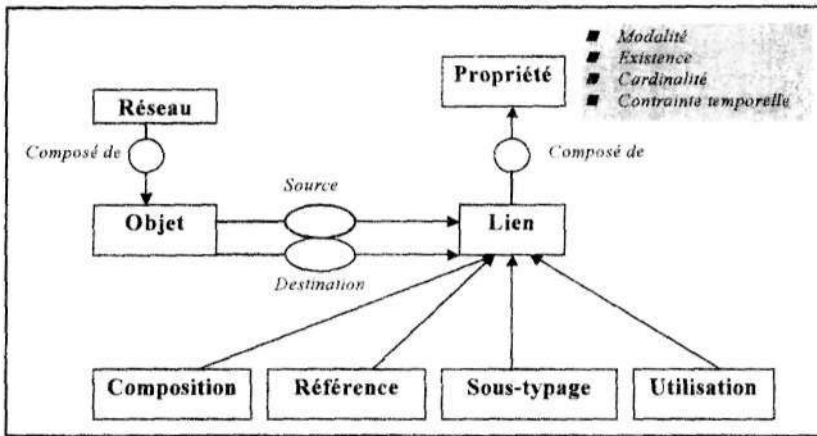 ■ Modalité
■ Existence
■ Cardinalité
■ Contrainte temporelle
Propriété
Réseau
Composé de
Composé de
Source
Objet
Lien
Destination
Composition
Référence
Sous-typage
Utilisation